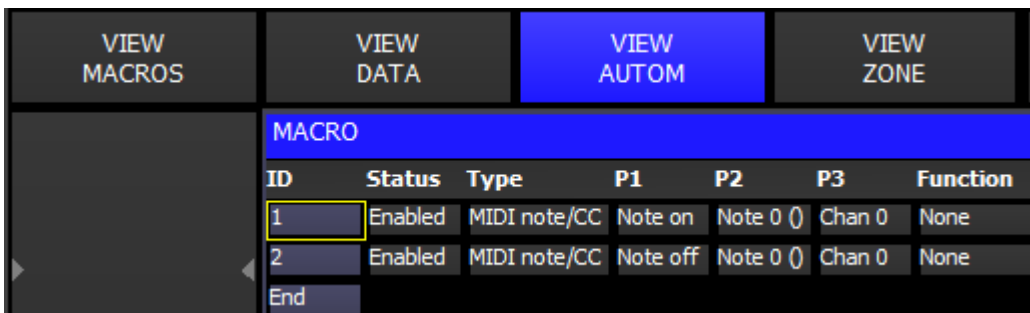 VIEW MACROS
VIEW DATA
VIEW AUTOM
VIEW ZONE
MACRO
ID Status Type P1 P2 P3 Function
1 Enabled MIDI note/CC Note on Note 0 () Chan 0 None
2 Enabled MIDI note/CC Note off Note 0 () Chan 0 None
End